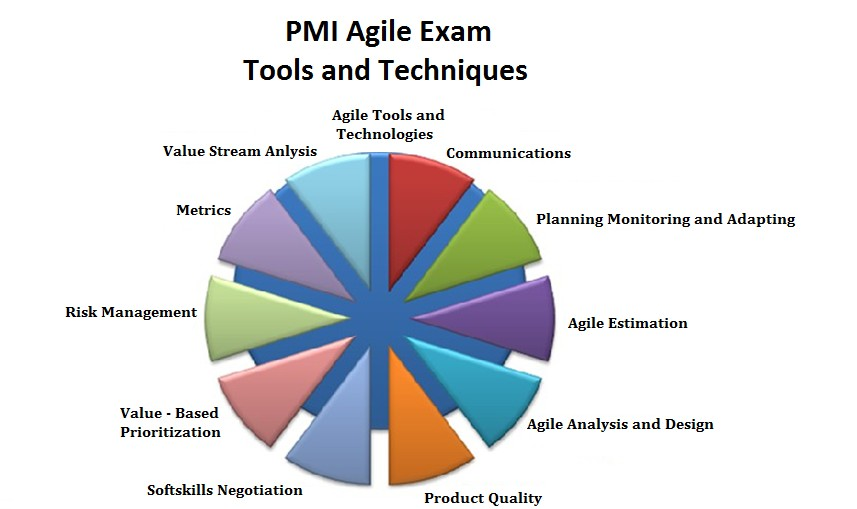 PMI Agile Exam
Tools and Techniques
Agile Tools and
Technologies
Communications
Value Stream Anlysis
Metrics
Planning Monitoring and Adapting
Risk Management
Agile Estimation
Value - Based
Prioritization
Agile Analysis and Design
Softskills Negotiation
Product Quality